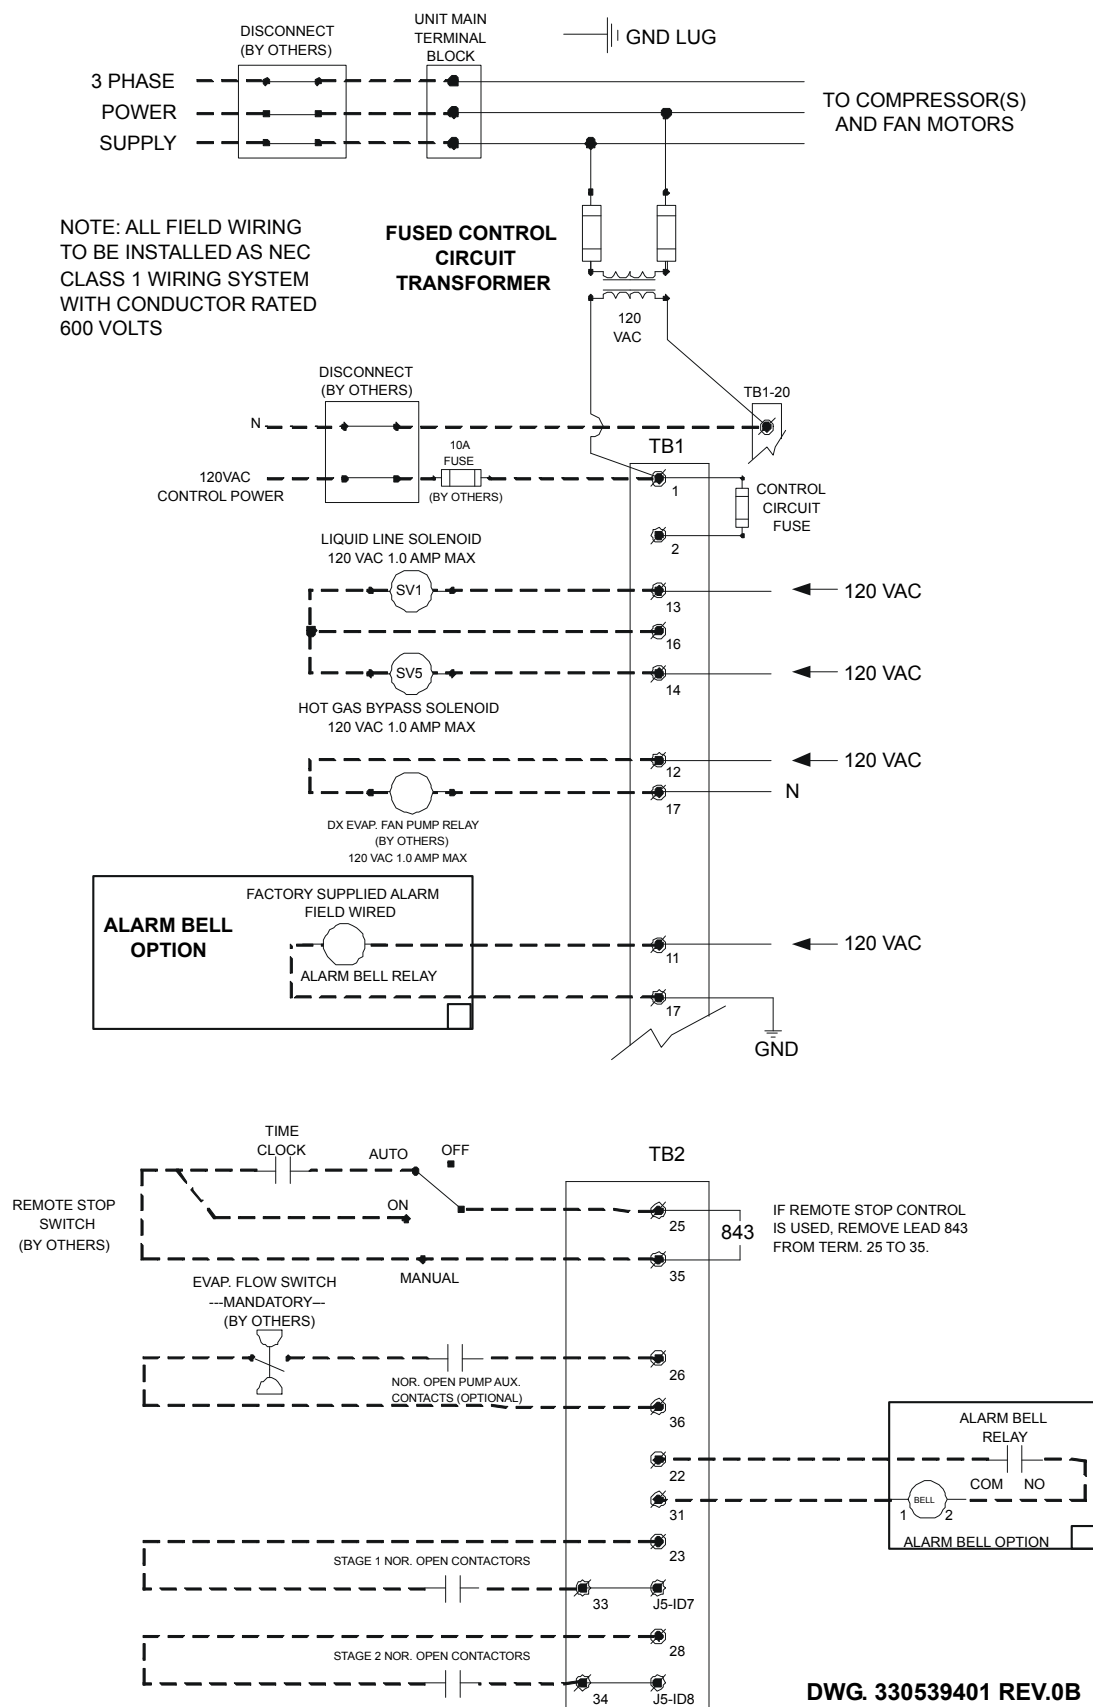 DISCONNECT
(BY OTHERS)
UNIT MAIN
TERMINAL
BLOCK
GND LUG
3 PHASE
POWER
SUPPLY
TO COMPRESSOR(S)
AND FAN MOTORS
NOTE: ALL FIELD WIRING
TO BE INSTALLED AS NEC
CLASS 1 WIRING SYSTEM
WITH CONDUCTOR RATED
600 VOLTS
FUSED CONTROL
CIRCUIT
TRANSFORMER
120
VAC
DISCONNECT
(BY OTHERS)
TB1-20
N
TB1
10A
FUSE
(BY OTHERS)
120VAC
CONTROL POWER
1
CONTROL
CIRCUIT
FUSE
2
LIQUID LINE SOLENOID
120 VAC 1.0 AMP MAX
SV1
13
120 VAC
16
SV5
14
120 VAC
HOT GAS BYPASS SOLENOID
120 VAC 1.0 AMP MAX
12
120 VAC
17
N
DX EVAP. FAN PUMP RELAY
(BY OTHERS)
120 VAC 1.0 AMP MAX
ALARM BELL
OPTION
FACTORY SUPPLIED ALARM
FIELD WIRED
ALARM BELL RELAY
11
120 VAC
17
GND
TIME
CLOCK
AUTO
OFF
TB2
REMOTE STOP
SWITCH
(BY OTHERS)
ON
25
843
IF REMOTE STOP CONTROL
IS USED, REMOVE LEAD 843
FROM TERM. 25 TO 35.
MANUAL
35
EVAP. FLOW SWITCH
---MANDATORY---
(BY OTHERS)
26
NOR. OPEN PUMP AUX.
CONTACTS (OPTIONAL)
36
ALARM BELL
RELAY
22
COM NO
31
1 BELL 2
ALARM BELL OPTION
23
STAGE 1 NOR. OPEN CONTACTORS
33
J5-ID7
28
STAGE 2 NOR. OPEN CONTACTORS
34
J5-ID8
DWG. 330539401 REV.0B